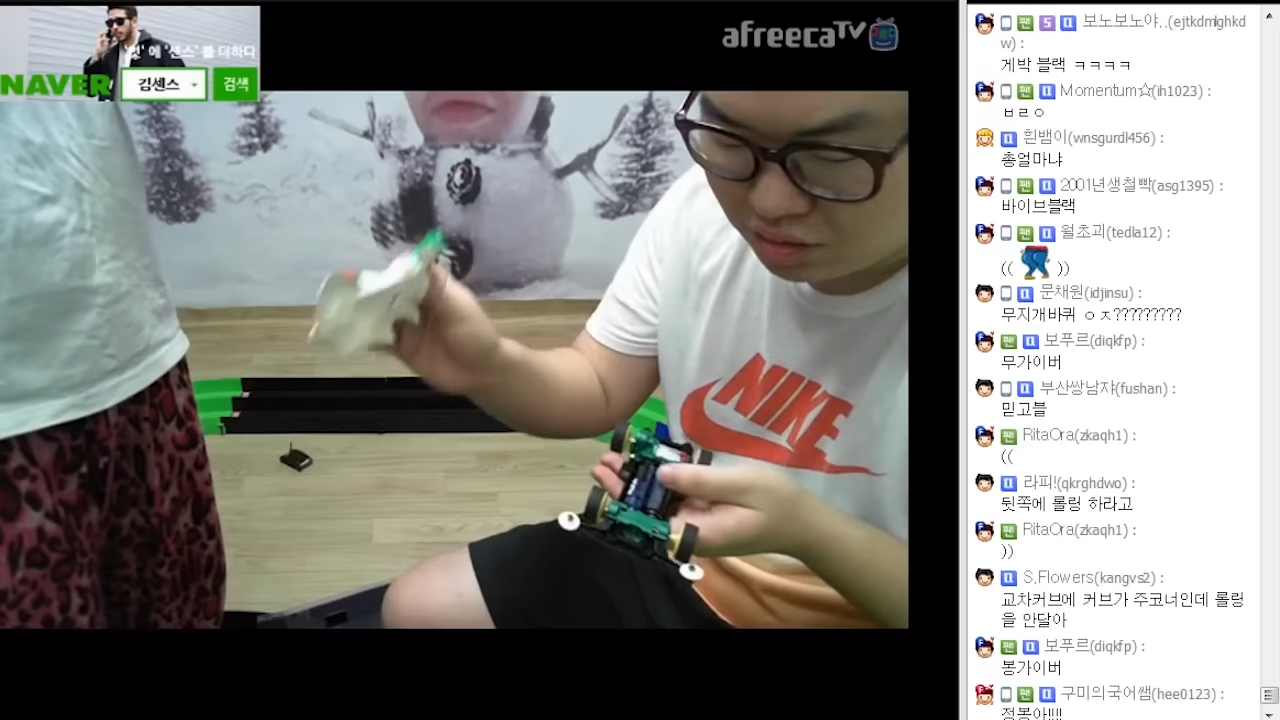 '멋' 에 '센스' 를 더하다
NAVER 김센스 검색
afreecaTV
NIKE
보노보노야..(ejtkdmlghkd
w) :
게박 블랙 ㅋㅋㅋㅋ
Momentum☆(ih1023) :
ㅂㄹㅇ
흰뱀이(wnsgurdl456) :
총얼마냐
2001년생철빡(asg1395) :
바이브블랙
월초괴(tedla12) :
(( ))
문채원(idjinsu) :
무지개바퀴 ㅇㅈ?????????
보푸르(diqkfp) :
무가이버
부산쌍남자(fushan) :
믿고블
RitaOra(zkaqh1) :
((
라피!(qkrghdwo) :
뒷쪽에 롤링 하라고
RitaOra(zkaqh1) :
))
S.Flowers(kangvs2) :
교차커브에 커브가 주코너인데 롤링
을 안달아
보푸르(diqkfp) :
봉가이버
구미의국어쌤(hee0123) :